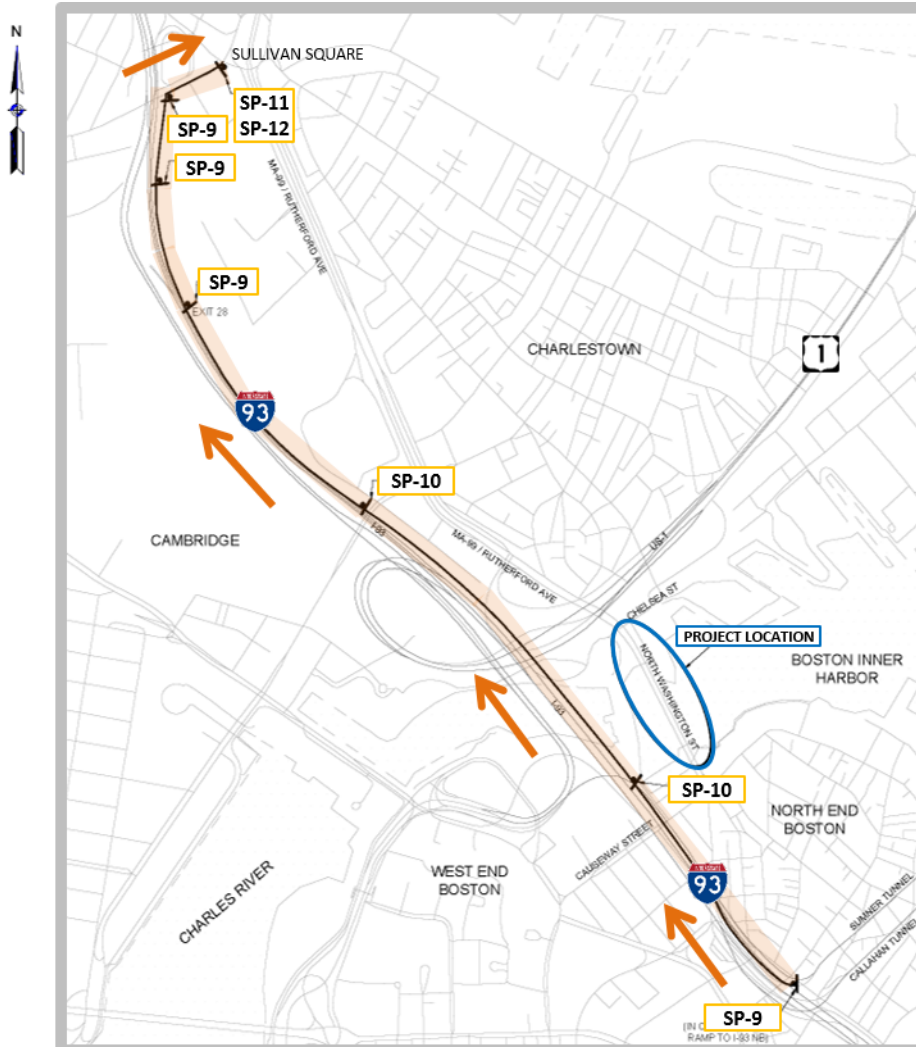 N
SULLIVAN SQUARE
SP-11
SP-12
SP-9
SP-9
MA-99 / RUTHERFORD AVE
SP-9
EXIT 28
CHARLESTOWN
1
93
SP-10
I-93
CAMBRIDGE
MA-99 / RUTHERFORD AVE
US-1
CHELSEA ST
PROJECT LOCATION
NORTH WASHINGTON ST
BOSTON INNER
HARBOR
I-93
SP-10
NORTH END
BOSTON
CAUSEWAY STREET
WEST END
BOSTON
93
CHARLES RIVER
SUMNER TUNNEL
CALLAHAN TUNNEL
SP-9
(IN
RAMP TO I-93 NB)